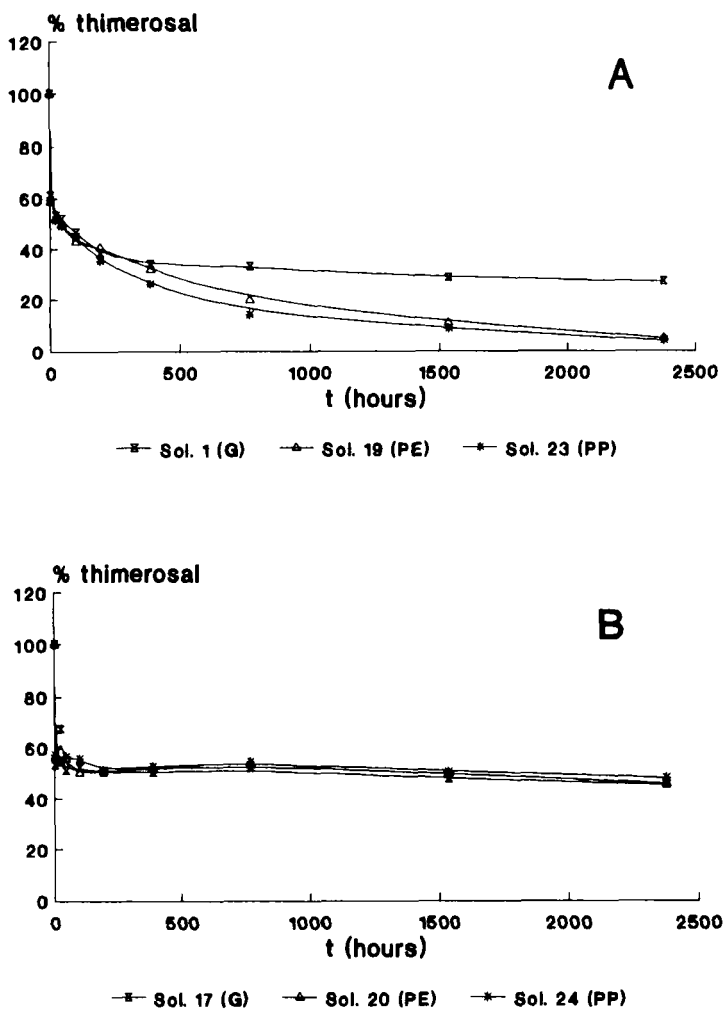 % thimerosal
A
120
100
80
60
40
20
0
0 500 1000 1500 2000 2500
t (hours)
Sol. 1 (G) Sol. 19 (PE) Sol. 23 (PP)
% thimerosal
B
120
100
80
60
40
20
0
0 500 1000 1500 2000 2500
t (hours)
Sol. 17 (G) Sol. 20 (PE) Sol. 24 (PP)